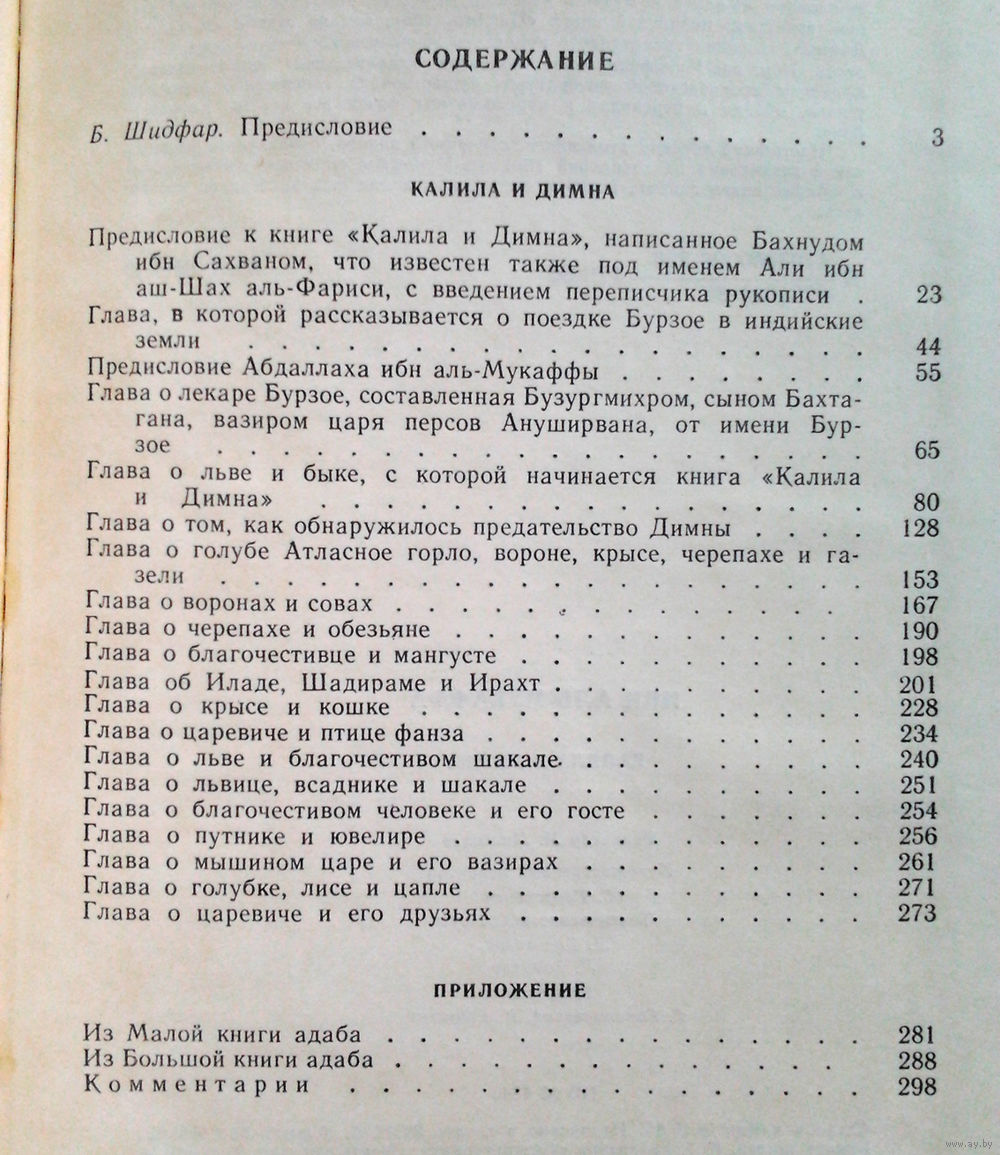 СОДЕРЖАНИЕ
Б. Шидфар. Предисловие . . . . . . . . . . . . . . 3
КАЛИЛА И ДИМНА
Предисловие к книге «Калила и Димна», написанное Бахнудом
ибн Сахваном, что известен также под именем Али ибн
аш-Шах аль-Фариси, с введением переписчика рукописи . 23
Глава, в которой рассказывается о поездке Бурзое в индийские
земли . . . . . . . . . . . . . . . . . . 44
Предисловие Абдаллаха ибн аль-Мукаффы . . . . . . . . 55
Глава о лекаре Бурзое, составленная Бузургмихром, сыном Бахта-
гана, вазиром царя персов Ануширвана, от имени Бур-
зое . . . . . . . . . . . . . . . . . . . 65
Глава о льве и быке, с которой начинается книга «Калила
и Димна» . . . . . . . . . . . . . . . . 80
Глава о том, как обнаружилось предательство Димны . . . . 128
Глава о голубе Атласное горло, вороне, крысе, черепахе и га-
зели . . . . . . . . . . . . . . . . . . . 153
Глава о воронах и совах . . . . . . . . . . . . . 167
Глава о черепахе и обезьяне . . . . . . . . . . . . 190
Глава о благочестивце и мангусте . . . . . . . . . . 198
Глава об Иладе, Шадираме и Ирахт . . . . . . . . . 201
Глава о крысе и кошке . . . . . . . . . . . . . 228
Глава о царевиче и птице фанза . . . . . . . . . . . 234
Глава о льве и благочестивом шакале. . . . . . . . . 240
Глава о львице, всаднике и шакале . . . . . . . . . 251
Глава о благочестивом человеке и его госте . . . . . . 254
Глава о путнике и ювелире . . . . . . . . . . . . 256
Глава о мышином царе и его вазирах . . . . . . . . 261
Глава о голубке, лисе и цапле . . . . . . . . . . . 271
Глава о царевиче и его друзьях . . . . . . . . . . 273
ПРИЛОЖЕНИЕ
Из Малой книги адаба . . . . . . . . . . . . . . 281
Из Большой книги адаба . . . . . . . . . . . . . 288
Комментарии . . . . . . . . . . . . . . . 298
www.ay.by